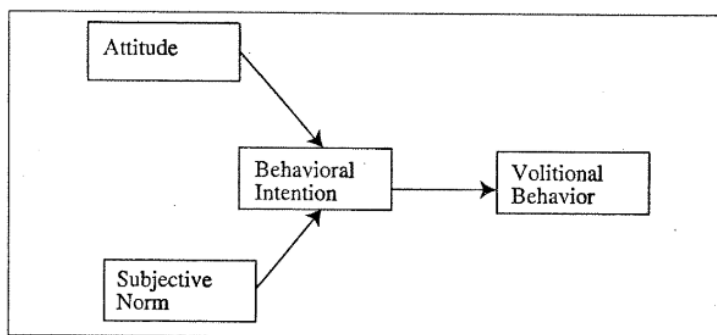 Attitude
Behavioral
Intention
Volitional
Behavior
Subjective
Norm